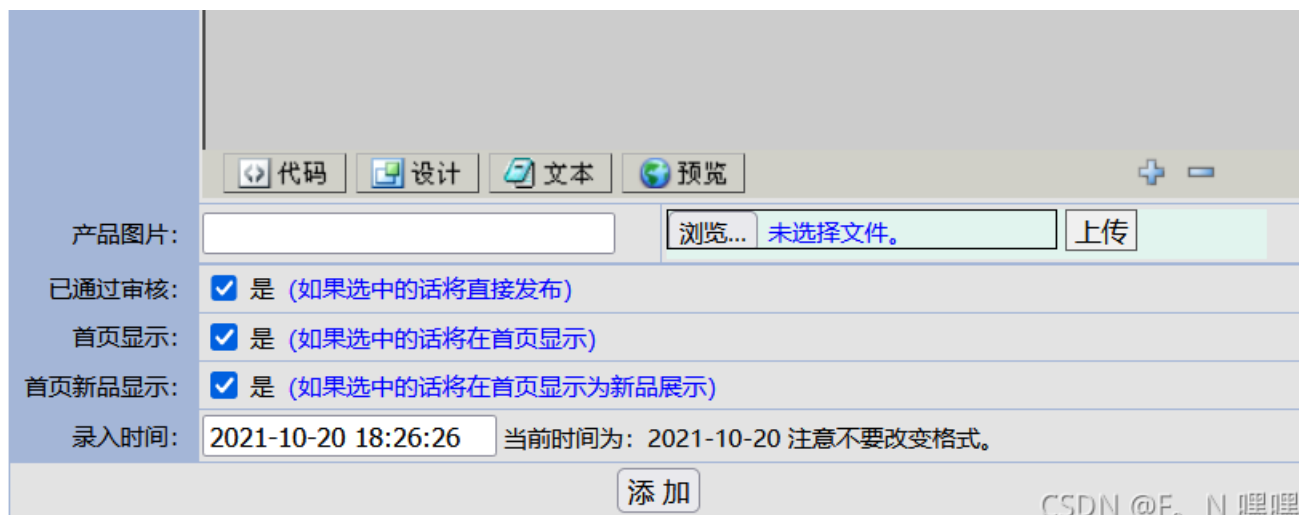 代码 设计 文本 预览
产品图片： 浏览... 未选择文件。 上传
已通过审核： 是 (如果选中的话将直接发布)
首页显示： 是 (如果选中的话将在首页显示)
首页新品显示： 是 (如果选中的话将在首页显示为新品展示)
录入时间： 2021-10-20 18:26:26 当前时间为：2021-10-20 注意不要改变格式。
添 加
CSDN @F。N 嘿嘿